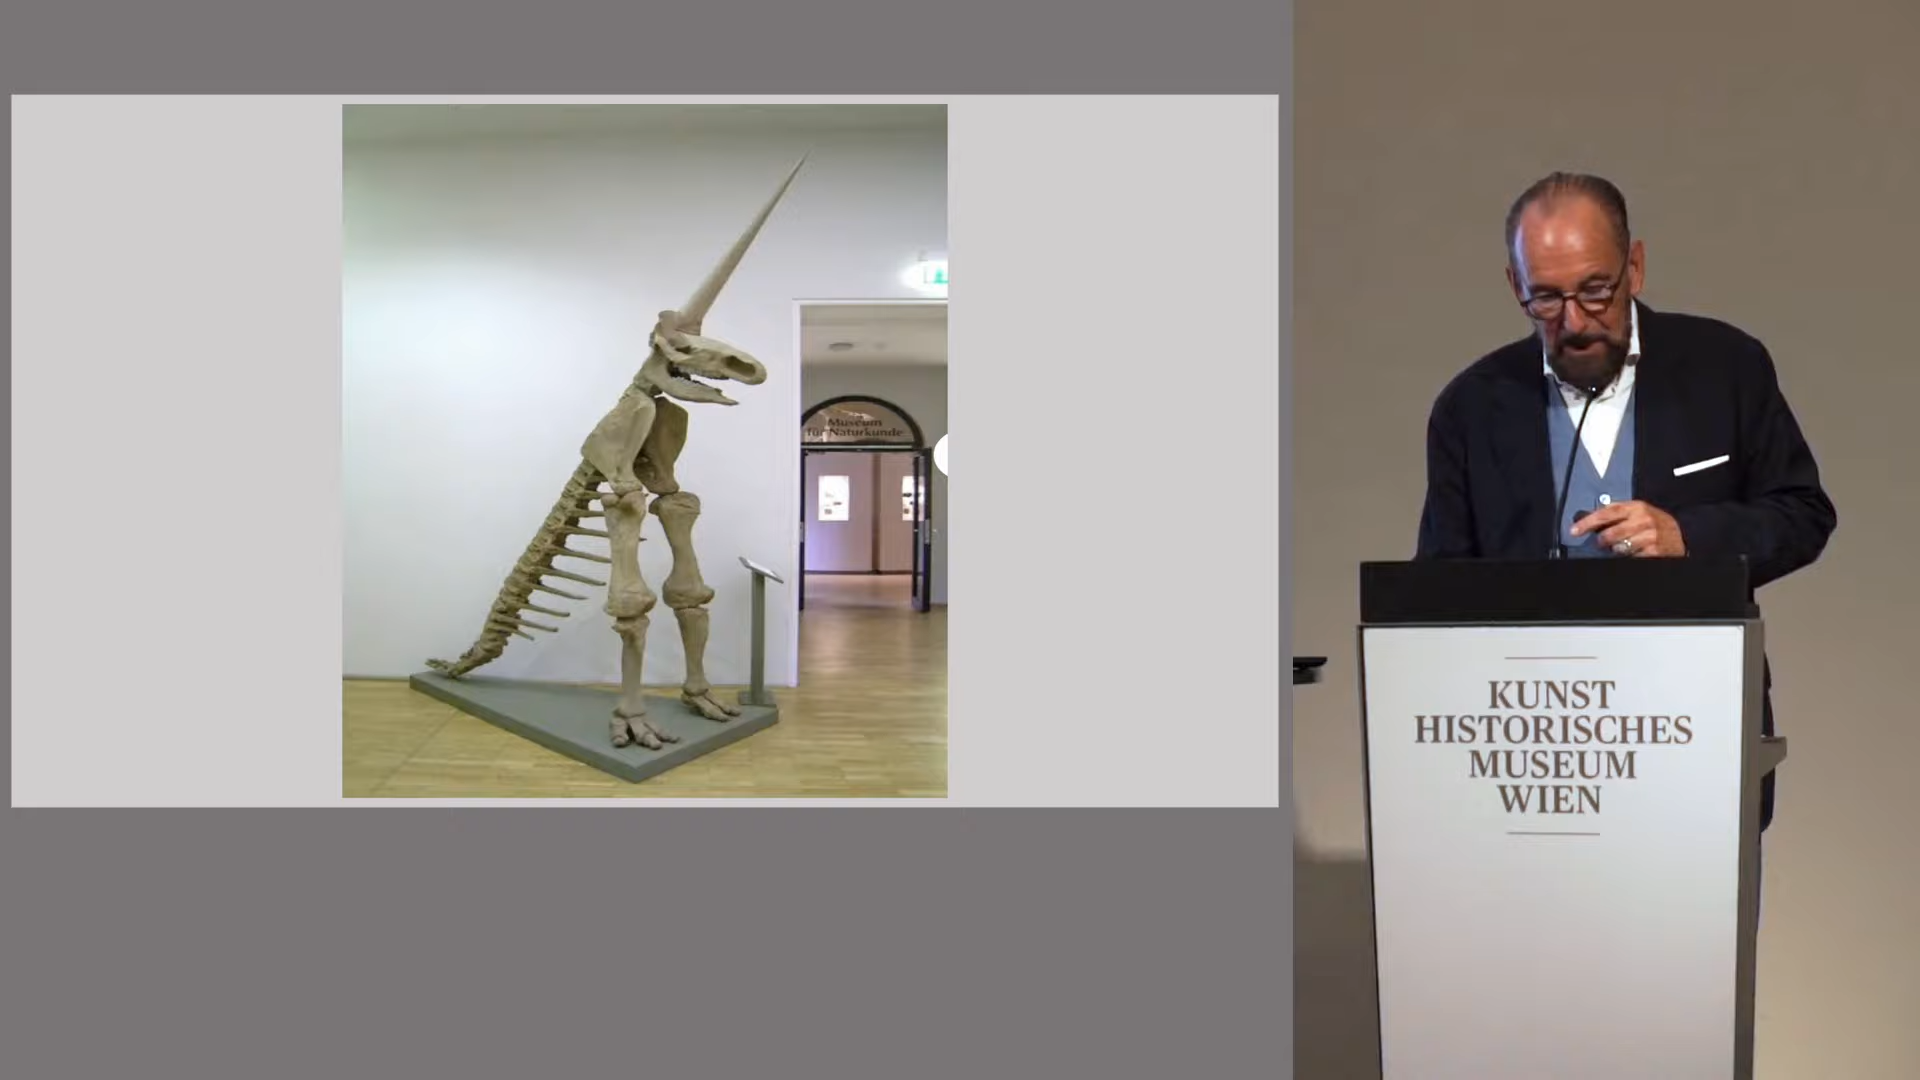 Museum
für Naturkunde
KUNST
HISTORISCHES
MUSEUM
WIEN